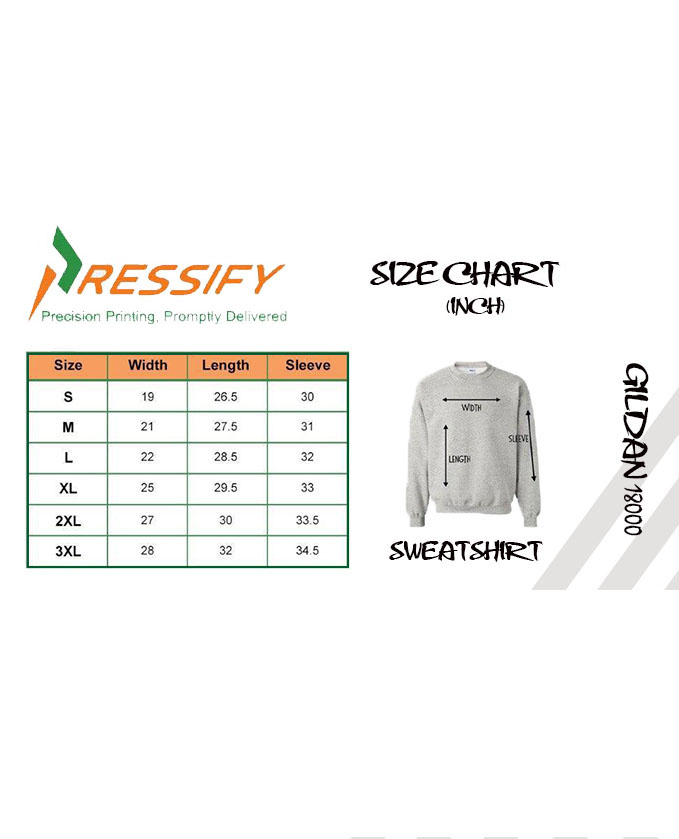 RESSIFY
Precision Printing, Promptly Delivered
SIZE CHART
(INCH)
Size Width Length Sleeve
S 19 26.5 30
M 21 27.5 31
L 22 28.5 32
XL 25 29.5 33
2XL 27 30 33.5
3XL 28 32 34.5
WIDTH
LENGTH
SLEEVE
SWEATSHIRT
GILDAN 18000